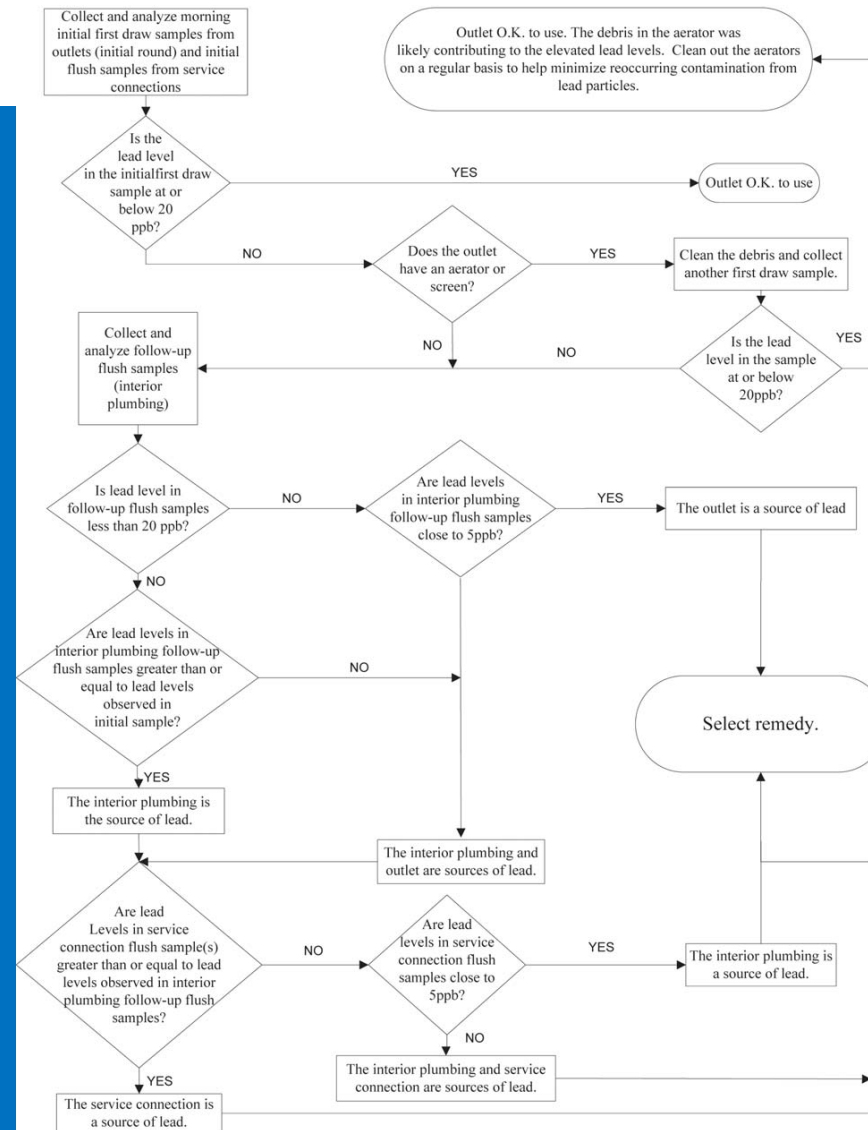 Collect and analyze morning
initial first draw samples from
outlets (initial round) and initial
flush samples from service
connections
Outlet O.K. to use. The debris in the aerator was
likely contributing to the elevated lead levels. Clean out the aerators
on a regular basis to help minimize reoccurring contamination from
lead particles.
Is the
lead level
in the initialfirst draw
sample at or
below 20
ppb?
YES
Outlet O.K. to use
NO
Does the outlet
have an aerator or
screen?
YES
Clean the debris and collect
another first draw sample.
Collect and
analyze follow-up
flush samples
(interior
plumbing)
NO
NO
Is the lead
level in the sample
at or below
20ppb?
YES
Is lead level in
follow-up flush samples
less than 20 ppb?
NO
Are lead levels
in interior plumbing
follow-up flush samples
close to 5ppb?
YES
The outlet is a source of lead
NO
Are lead levels in
interior plumbing follow-up
flush samples greater than or
equal to lead levels
observed in
initial sample?
NO
Select remedy.
YES
The interior plumbing is
the source of lead.
The interior plumbing and
outlet are sources of lead.
Are lead
Levels in service
connection flush sample(s)
greater than or equal to lead
levels observed in interior
plumbing follow-up flush
samples?
NO
Are lead
levels in service
connection flush
samples close to
5ppb?
YES
The interior plumbing is
a source of lead.
NO
The interior plumbing and service
connection are sources of lead.
YES
The service connection is
a source of lead.